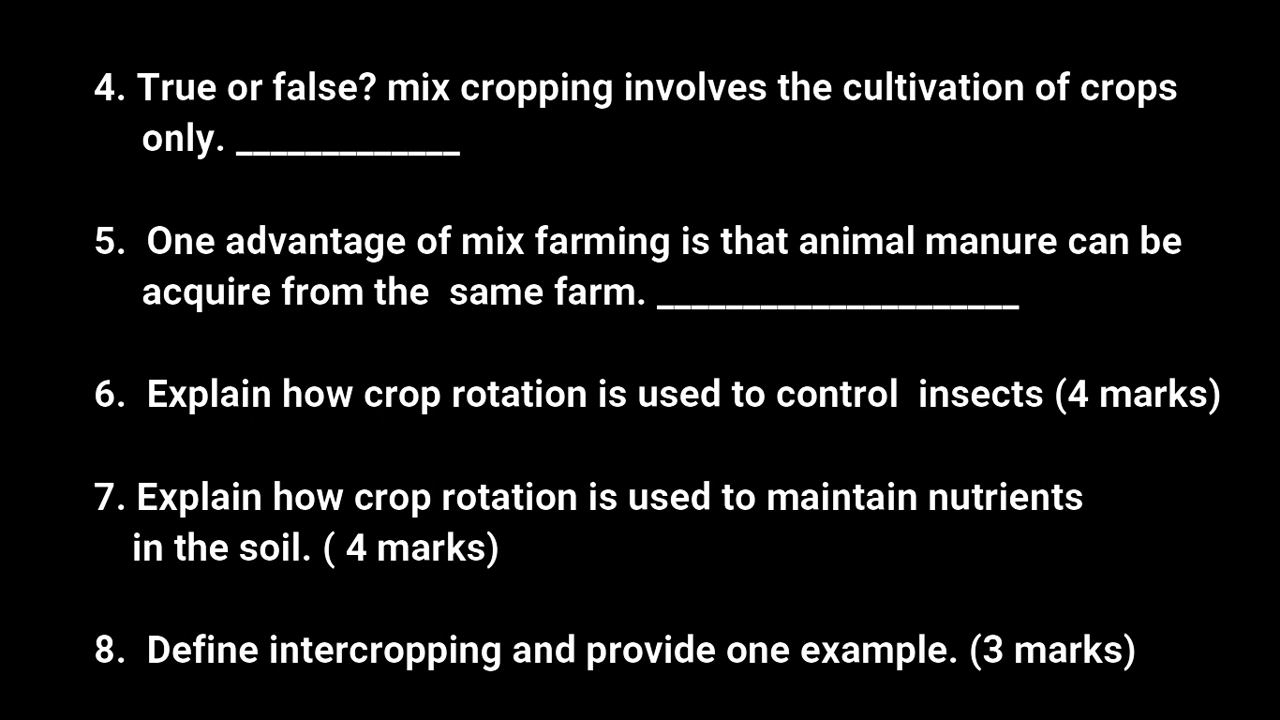 4. True or false? mix cropping involves the cultivation of crops
only. _____________
5. One advantage of mix farming is that animal manure can be
acquire from the same farm. _____________________
6. Explain how crop rotation is used to control insects (4 marks)
7. Explain how crop rotation is used to maintain nutrients
in the soil. ( 4 marks)
8. Define intercropping and provide one example. (3 marks)